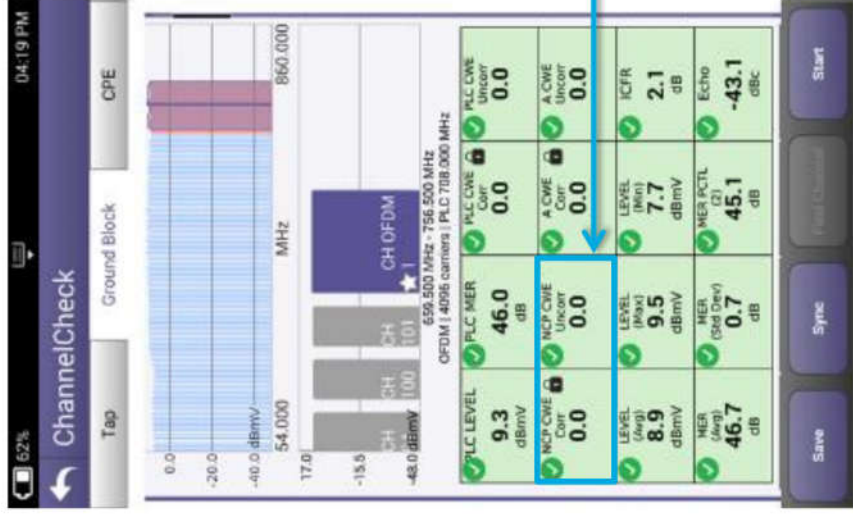 62%
04:19 PM
ChannelCheck
Tap
Ground Block
CPE
0.0
-20.0
-40.0 dBmV
54.000
MHz
860.000
17.0
-15.5
-48.0 dBmV
CH
CH
100
CH
101
CH OFDM
1
659.500 MHz - 756.500 MHz
OFDM | 4096 carriers | PLC 708.000 MHz
PLC LEVEL
9.3
dBmV
PLC MER
46.0
dB
PLC CWE
Corr
0.0
PLC CWE
Uncorr
0.0
NCP CWE
Corr
0.0
NCP CWE
Uncorr
0.0
A CWE
Corr
0.0
A CWE
Uncorr
0.0
LEVEL
(Avg)
8.9
dBmV
LEVEL
(Max)
9.5
dBmV
LEVEL
(Min)
7.7
dBmV
ICFR
2.1
dB
MER
(Avg)
46.7
dB
MER
(Std Dev)
0.7
dB
MER PCTL
(2)
45.1
dB
Echo
-43.1
dBc
Save
Sync
Start